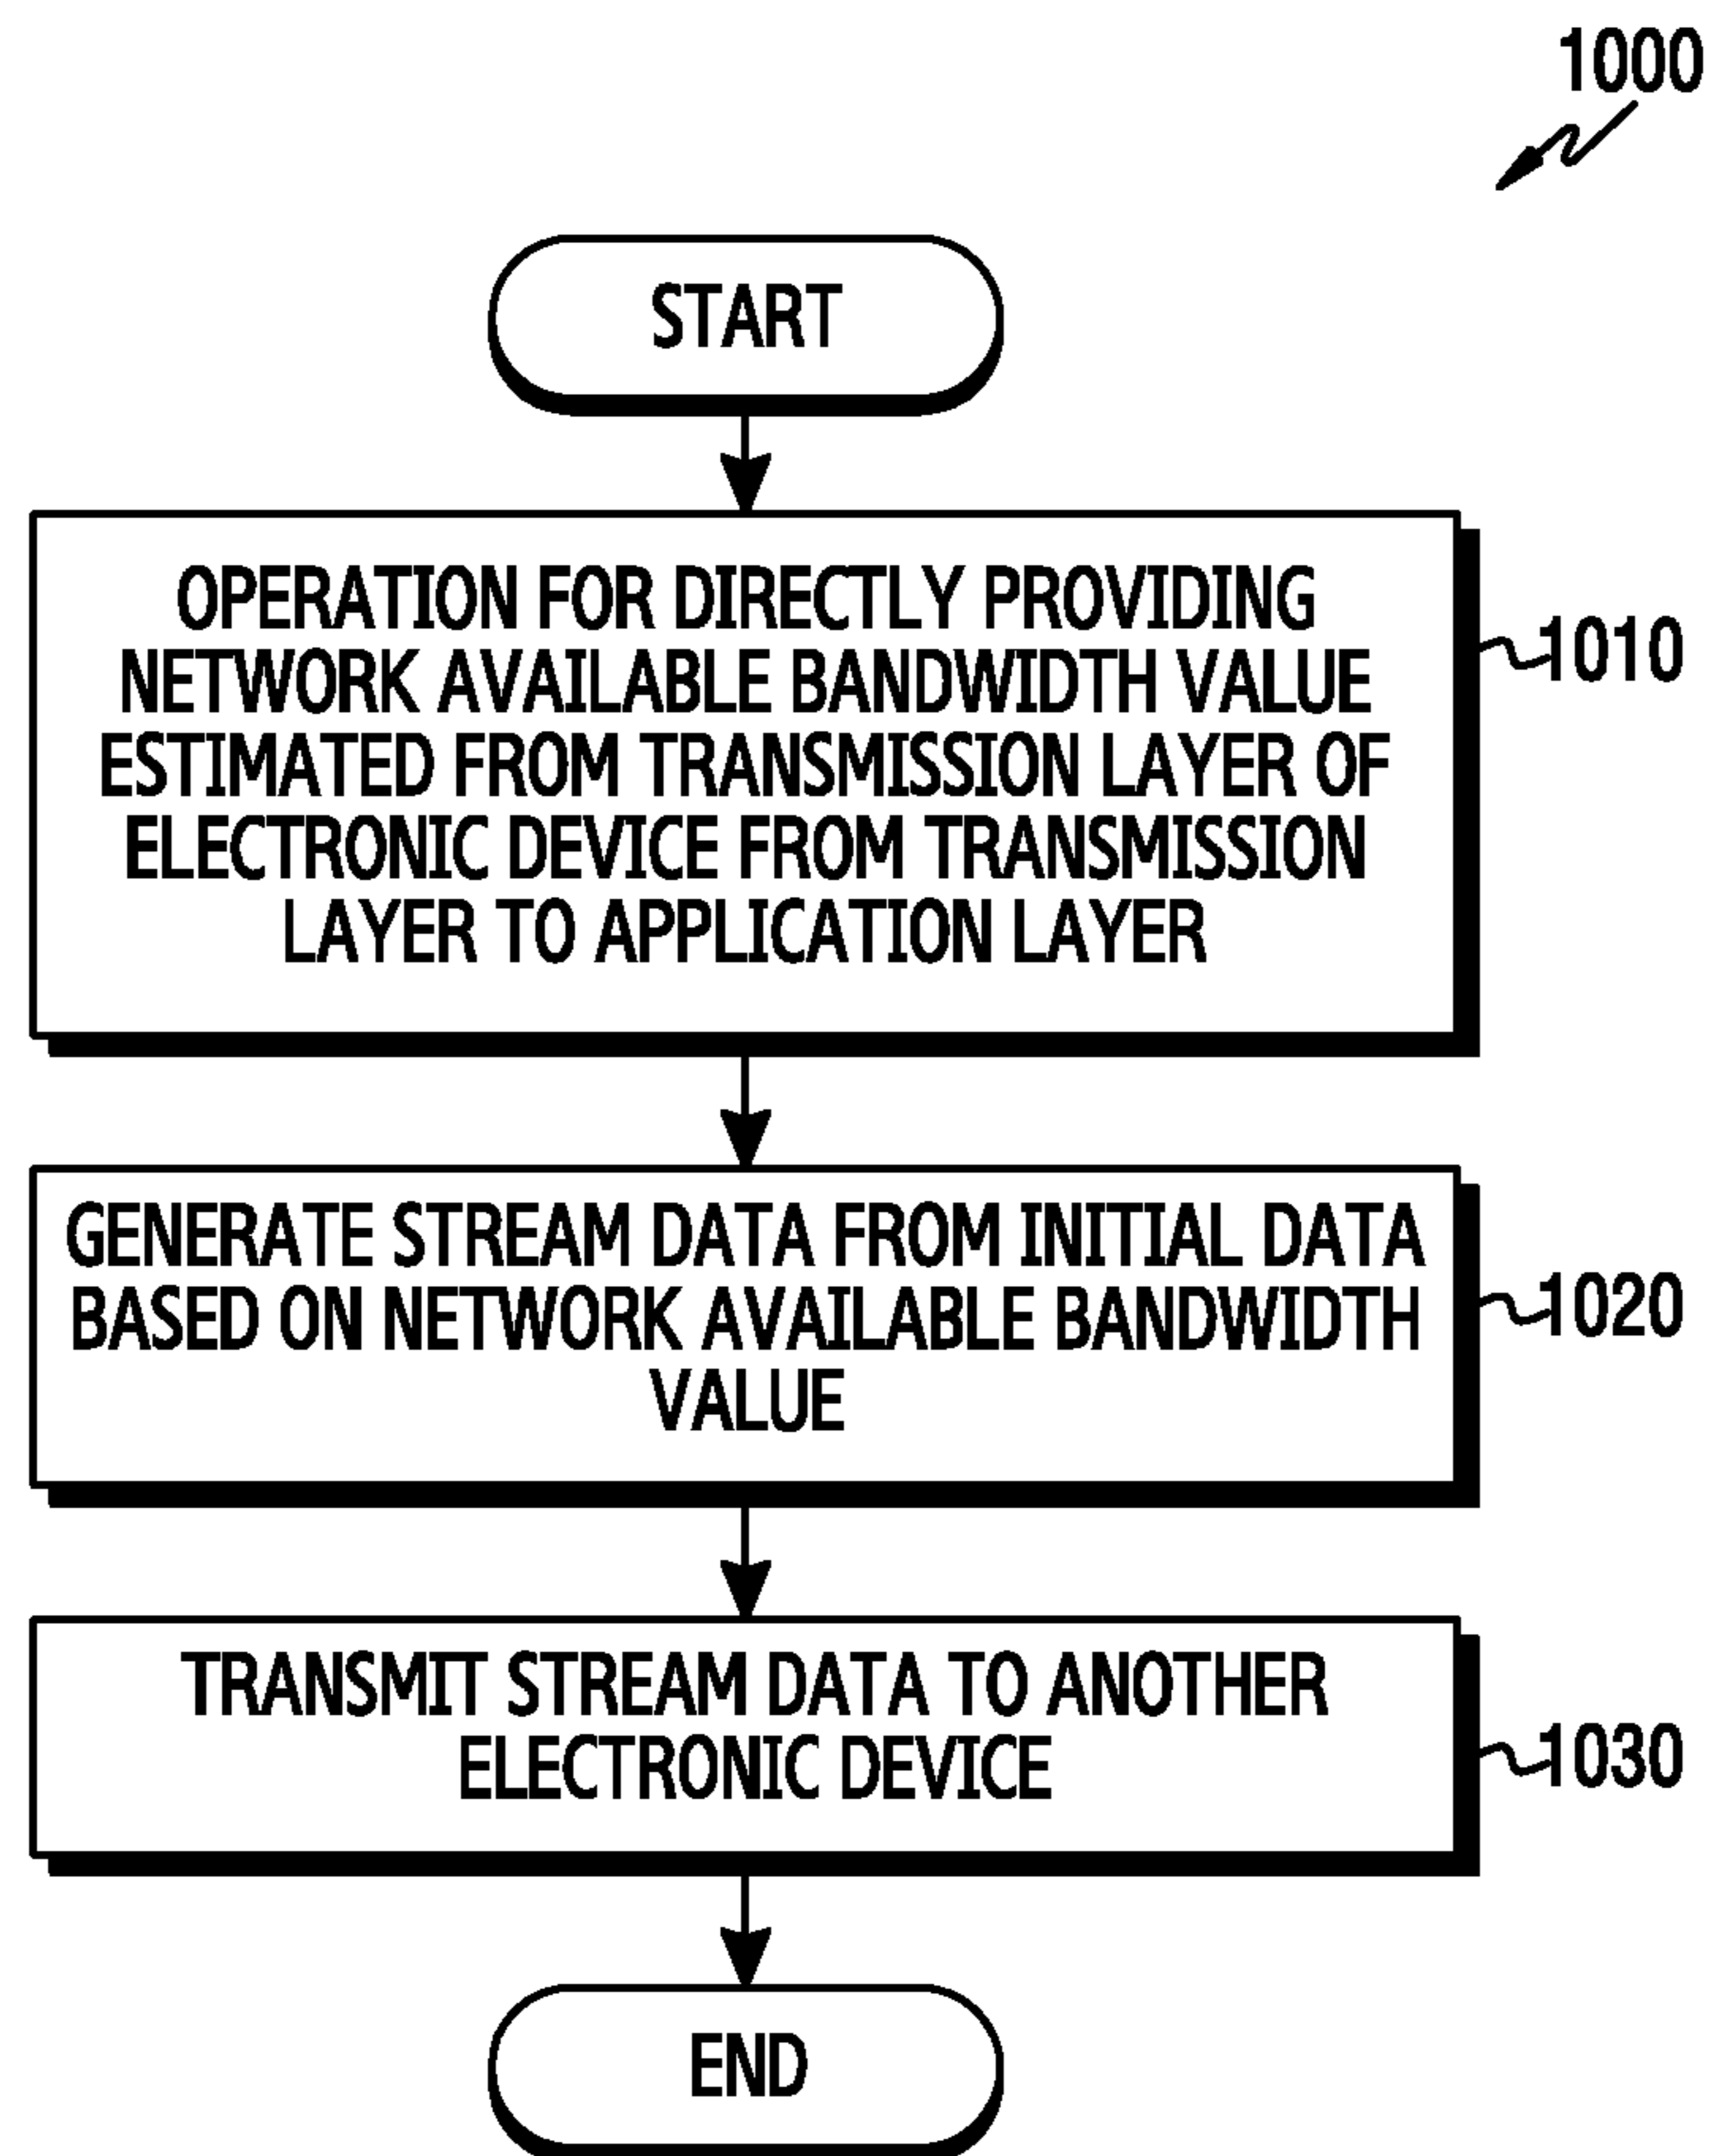 1000
START
OPERATION FOR DIRECTLY PROVIDING
NETWORK AVAILABLE BANDWIDTH VALUE
ESTIMATED FROM TRANSMISSION LAYER OF
ELECTRONIC DEVICE FROM TRANSMISSION
LAYER TO APPLICATION LAYER
1010
GENERATE STREAM DATA FROM INITIAL DATA
BASED ON NETWORK AVAILABLE BANDWIDTH
VALUE
1020
TRANSMIT STREAM DATA TO ANOTHER
ELECTRONIC DEVICE
1030
END